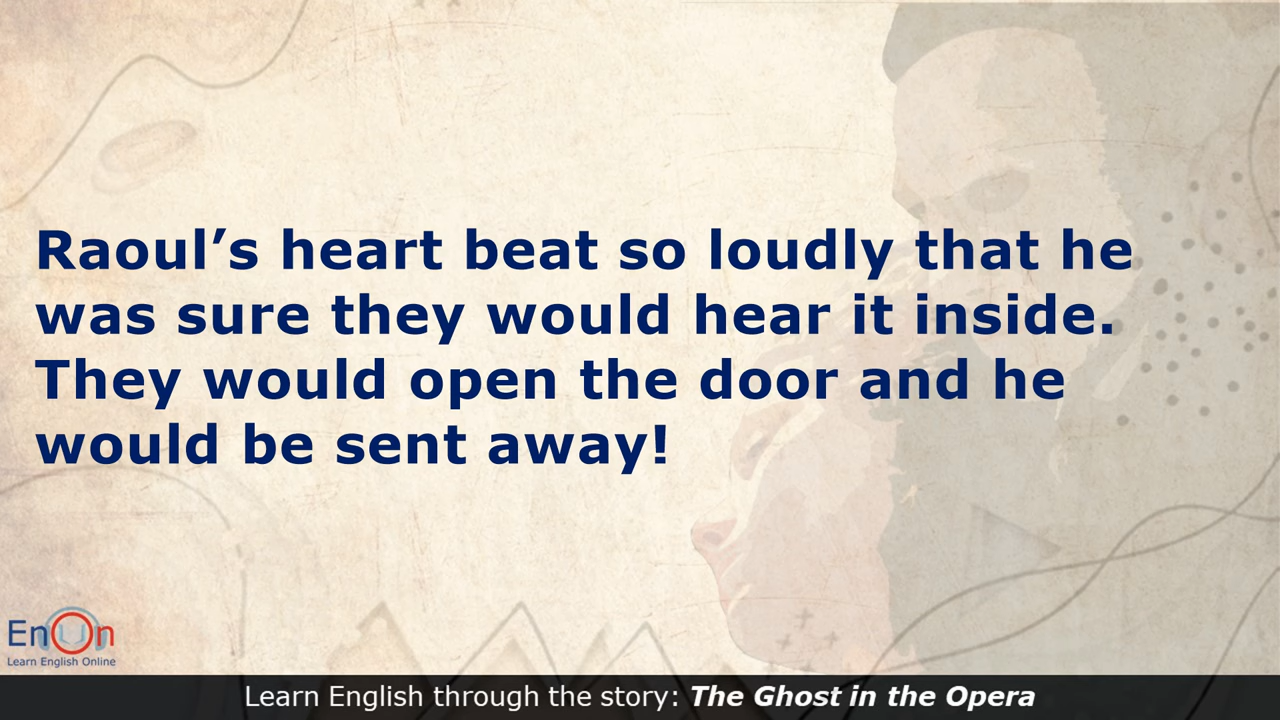 Raoul’s heart beat so loudly that he
was sure they would hear it inside.
They would open the door and he
would be sent away!
EnOn
Learn English Online
Learn English through the story: The Ghost in the Opera